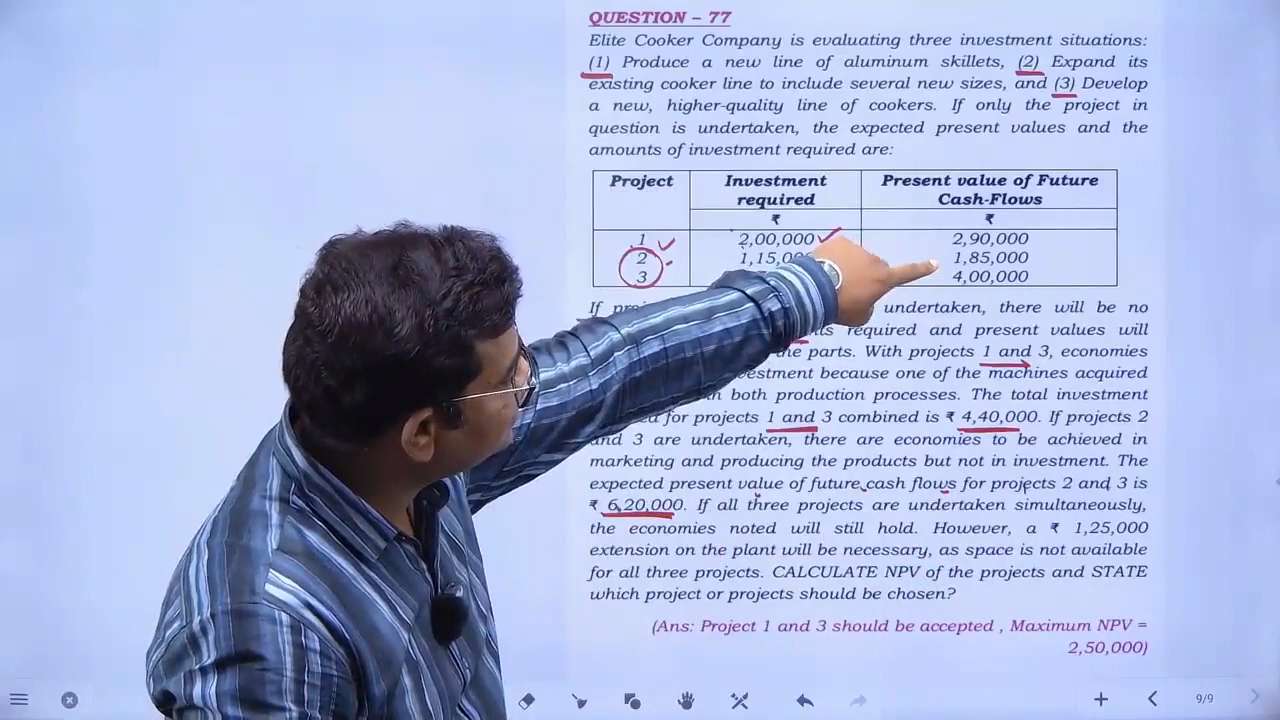 QUESTION – 77
Elite Cooker Company is evaluating three investment situations:
(1) Produce a new line of aluminum skillets, (2) Expand its
existing cooker line to include several new sizes, and (3) Develop
a new, higher-quality line of cookers. If only the project in
question is undertaken, the expected present values and the
amounts of investment required are:
Project Investment required Present value of Future Cash-Flows
₹ ₹
1 2,00,000 2,90,000
2 1,85,000
3 4,00,000
If undertaken, there will be no
required and present values will
the parts. With projects 1 and 3, economies
because one of the machines acquired
both production processes. The total investment
for projects 1 and 3 combined is ₹ 4,40,000. If projects 2
and 3 are undertaken, there are economies to be achieved in
marketing and producing the products but not in investment. The
expected present value of future cash flows for projects 2 and 3 is
₹ 6,20,000. If all three projects are undertaken simultaneously,
the economies noted will still hold. However, a ₹ 1,25,000
extension on the plant will be necessary, as space is not available
for all three projects. CALCULATE NPV of the projects and STATE
which project or projects should be chosen?
(Ans: Project 1 and 3 should be accepted , Maximum NPV =
2,50,000)
9/9